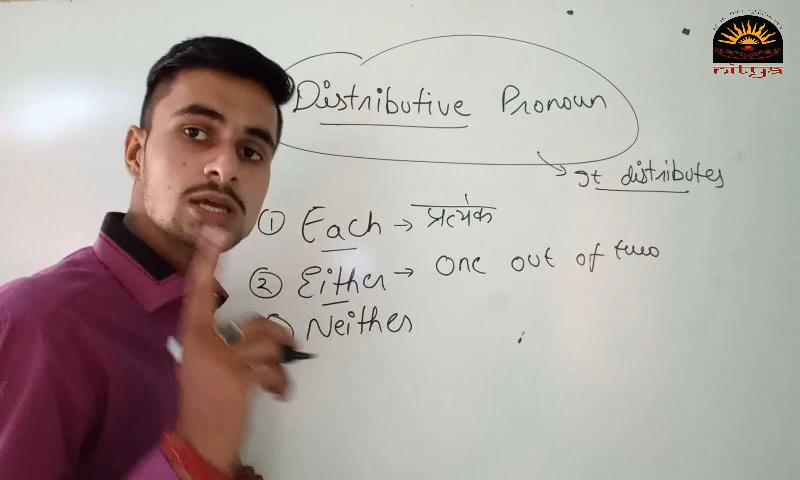 nitya
Distributive Pronoun
It distributes
① Each → प्रत्येक
② Either → One out of two
Neither